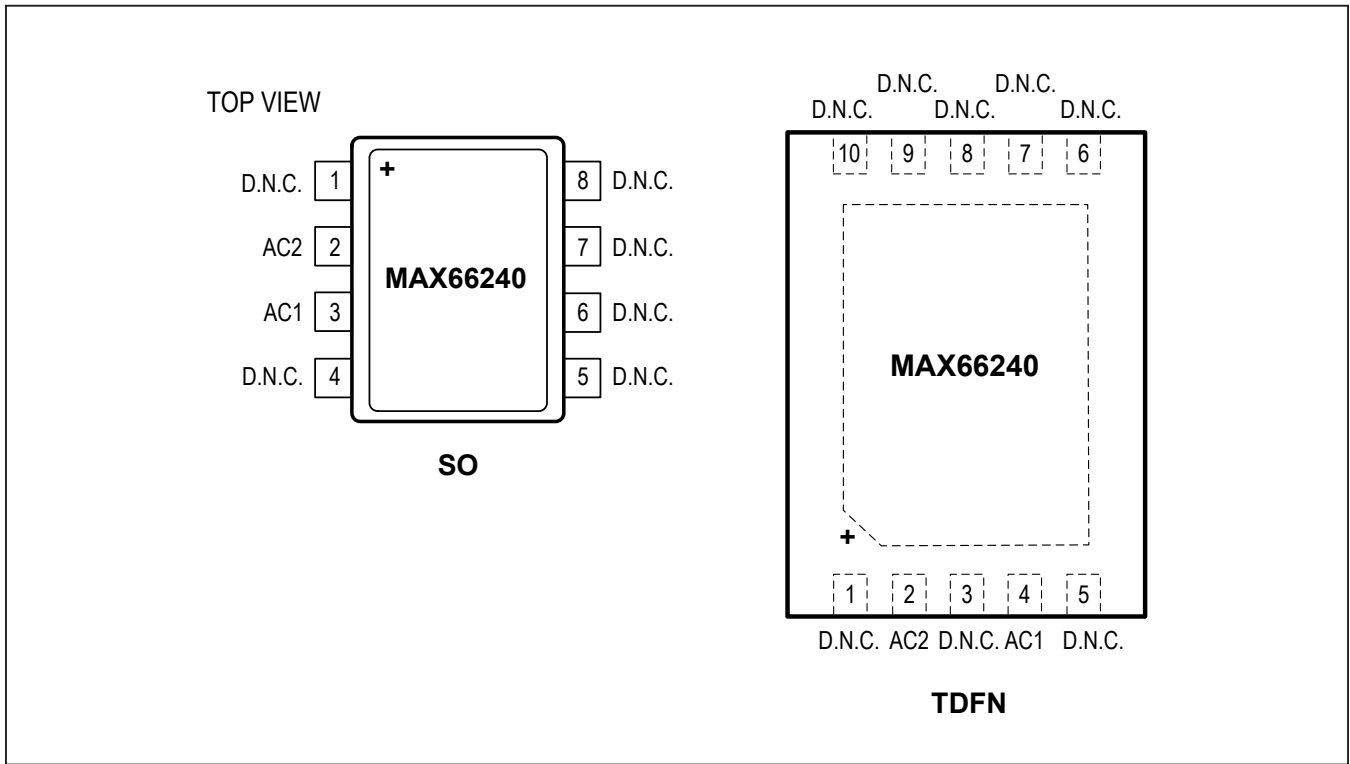 TOP VIEW
D.N.C. 1
AC2 2
AC1 3
D.N.C. 4
+
MAX66240
8 D.N.C.
7 D.N.C.
6 D.N.C.
5 D.N.C.
SO
D.N.C. D.N.C.
D.N.C. D.N.C. D.N.C.
10 9 8 7 6
MAX66240
+
1 2 3 4 5
D.N.C. AC2 D.N.C. AC1 D.N.C.
TDFN